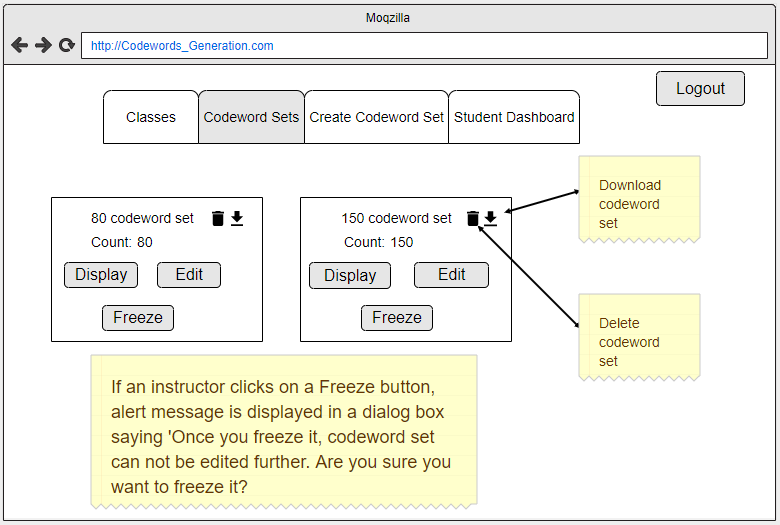 Moqzilla
http://Codewords_Generation.com
Logout
Classes
Codeword Sets
Create Codeword Set
Student Dashboard
80 codeword set
Count: 80
Display
Edit
Freeze
150 codeword set
Count: 150
Display
Edit
Freeze
Download
codeword
set
Delete
codeword
set
If an instructor clicks on a Freeze button,
alert message is displayed in a dialog box
saying 'Once you freeze it, codeword set
can not be edited further. Are you sure you
want to freeze it?